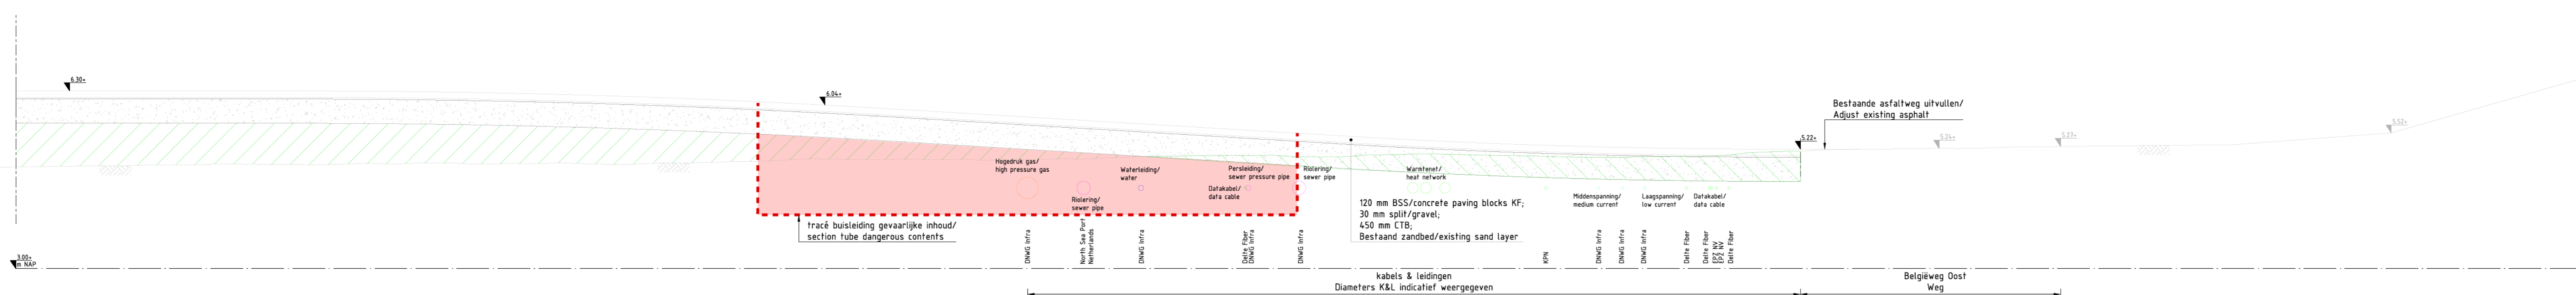 6.30+
6.04+
Bestaande asfaltweg uitvullen/
Adjust existing asphalt
5.22+
5.24+
5.27+
5.52+
Hogedruk gas/
high pressure gas
Riolering/
sewer pipe
Waterleiding/
water
Persleiding/
sewer pressure pipe
Datakabel/
data cable
Riolering/
sewer pipe
Warmtenet/
heat network
Middenspanning/
medium current
Laagspanning/
low current
Datakabel/
data cable
120 mm BSS/concrete paving blocks KF;
30 mm split/gravel;
450 mm CTB;
Bestaand zandbed/existing sand layer
tracé buisleiding gevaarlijke inhoud/
section tube dangerous contents
DNWG Infra
North Sea Port
Netherlands
DNWG Infra
Delta Fiber
DNWG Infra
DNWG Infra
KPN
DNWG Infra
DNWG Infra
DNWG Infra
Delta Fiber
Delta Fiber
EPZ NV
EPZ NV
Delta Fiber
3.00+
m NAP
kabels & leidingen
Diameters K&L indicatief weergegeven
Belgiëweg Oost
Weg